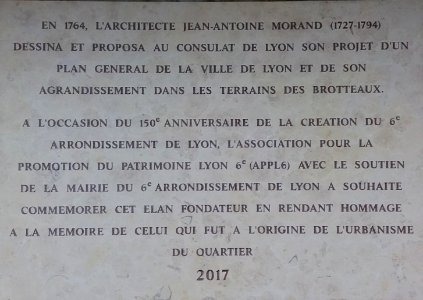 EN 1764, L'ARCHITECTE JEAN-ANTOINE MORAND (1727-1794)
DESSINA ET PROPOSA AU CONSULAT DE LYON SON PROJET D'UN
PLAN GENERAL DE LA VILLE DE LYON ET DE SON
AGRANDISSEMENT DANS LES TERRAINS DES BROTTEAUX.
A L'OCCASION DU 150e ANNIVERSAIRE DE LA CREATION DU 6e
ARRONDISSEMENT DE LYON, L'ASSOCIATION POUR LA
PROMOTION DU PATRIMOINE LYON 6e (APPL6) AVEC LE SOUTIEN
DE LA MAIRIE DU 6e ARRONDISSEMENT DE LYON A SOUHAITE
COMMEMORER CET ELAN FONDATEUR EN RENDANT HOMMAGE
A LA MEMOIRE DE CELUI QUI FUT A L'ORIGINE DE L'URBANISME
DU QUARTIER
2017